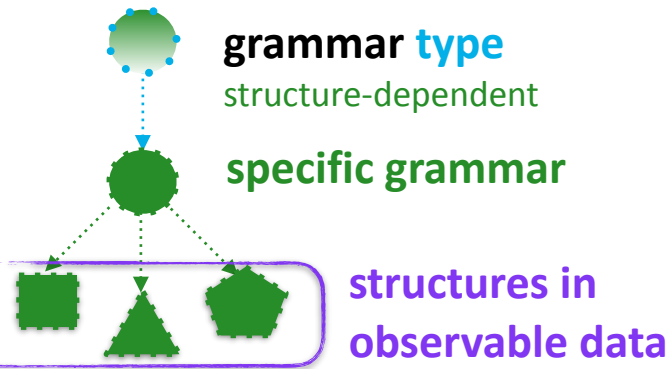 grammar type
structure-dependent
specific grammar
structures in
observable data